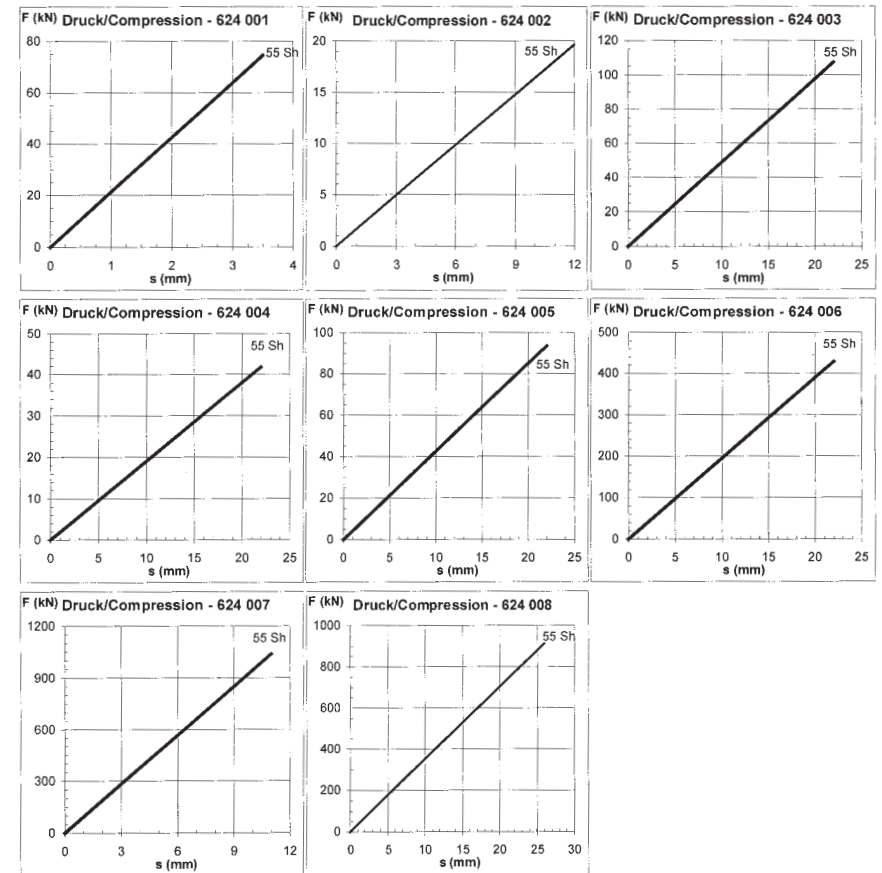 F (kN) Druck/Compression - 624 001
80
55 Sh
60
40
20
0
0 1 2 3 4
s (mm)
F (kN) Druck/Compression - 624 002
20
55 Sh
15
10
5
0
0 3 6 9 12
s (mm)
F (kN) Druck/Compression - 624 003
120
55 Sh
100
80
60
40
20
0
0 5 10 15 20 25
s (mm)
F (kN) Druck/Compression - 624 004
50
55 Sh
40
30
20
10
0
0 5 10 15 20 25
s (mm)
F (kN) Druck/Compression - 624 005
100
80
55 Sh
60
40
20
0
0 5 10 15 20 25
s (mm)
F (kN) Druck/Compression - 624 006
500
55 Sh
400
300
200
100
0
0 5 10 15 20 25
s (mm)
F (kN) Druck/Compression - 624 007
1200
55 Sh
900
600
300
0
0 3 6 9 12
s (mm)
F (kN) Druck/Compression - 624 008
1000
55 Sh
800
600
400
200
0
0 5 10 15 20 25 30
s (mm)